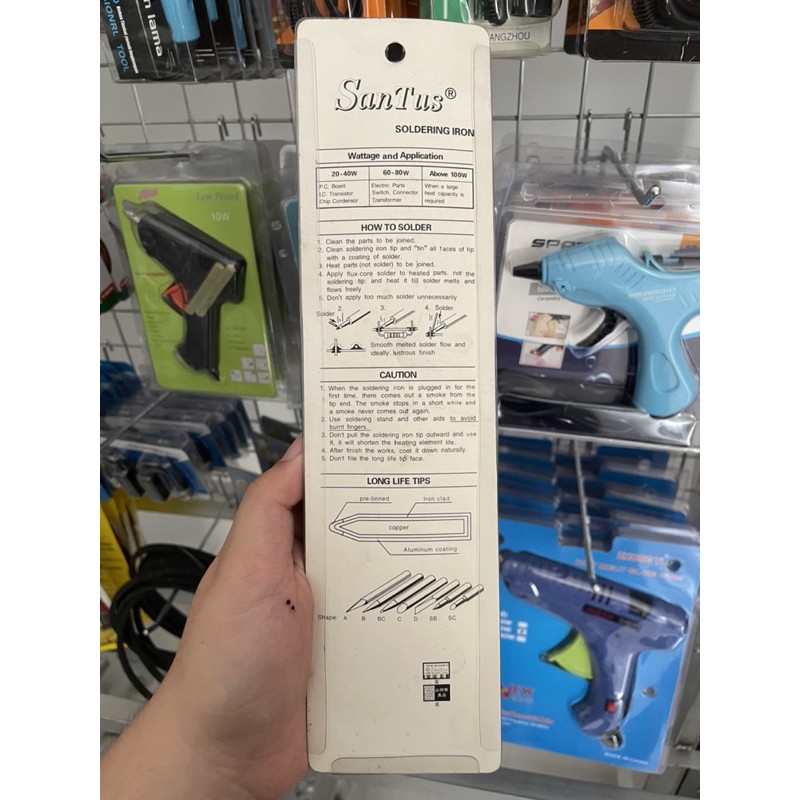 lama
TOOL
ANGZHOU
SanTus®
SOLDERING IRON
Wattage and Application
20-40W 60-80W Above 100W
P.C. Board Electric Parts When a large
I.C. Transistor Switch, Connector heat capacity is
Chip Condensor Transformer required
HOW TO SOLDER
1. Clean the parts to be joined.
2. Clean soldering iron tip and "tin" all faces of tip
with a coating of solder.
3. Heat parts (not solder) to be joined.
4. Apply flux-core solder to heated parts, not the
soldering tip; and heat it till solder melts and
flows freely
5. Don't apply too much solder unnecessarily
2. 3. 4. Solder
Solder
Smooth melted solder flow and
ideally, lustrous finish
CAUTION
1. When the soldering iron is plugged in for the
first time, there comes out a smoke from the
tip end. The smoke stops in a short while and
a smoke never comes out again.
2. Use soldering stand and other aids to avoid
burnt fingers.
3. Don't pull the soldering iron tip outward and use
it, it will shorten the heating element life.
4. After finish the works, cool it down naturally.
5. Don't file the long life tip face.
LONG LIFE TIPS
pre-tinned Iron clad
copper
Aluminum coating
Shape: A B BC C D SB SC
10W